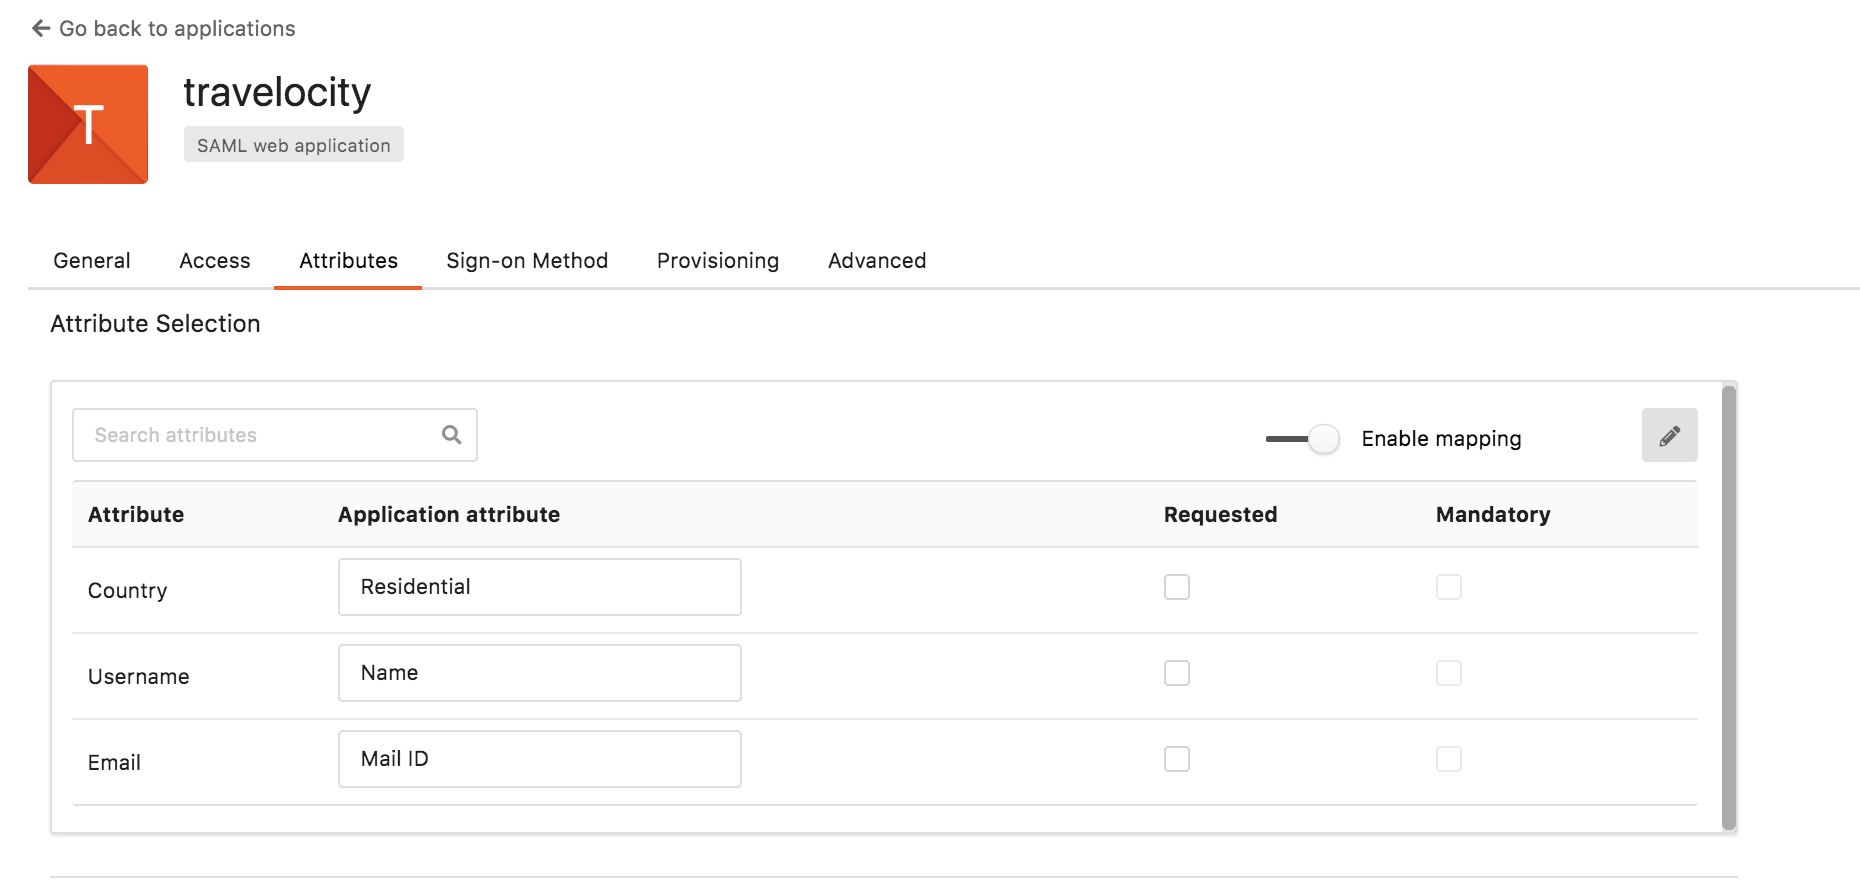 Go back to applications
T
travelocity
SAML web application
General Access Attributes Sign-on Method Provisioning Advanced
Attribute Selection
Search attributes Enable mapping
Attribute Application attribute Requested Mandatory
Country Residential
Username Name
Email Mail ID